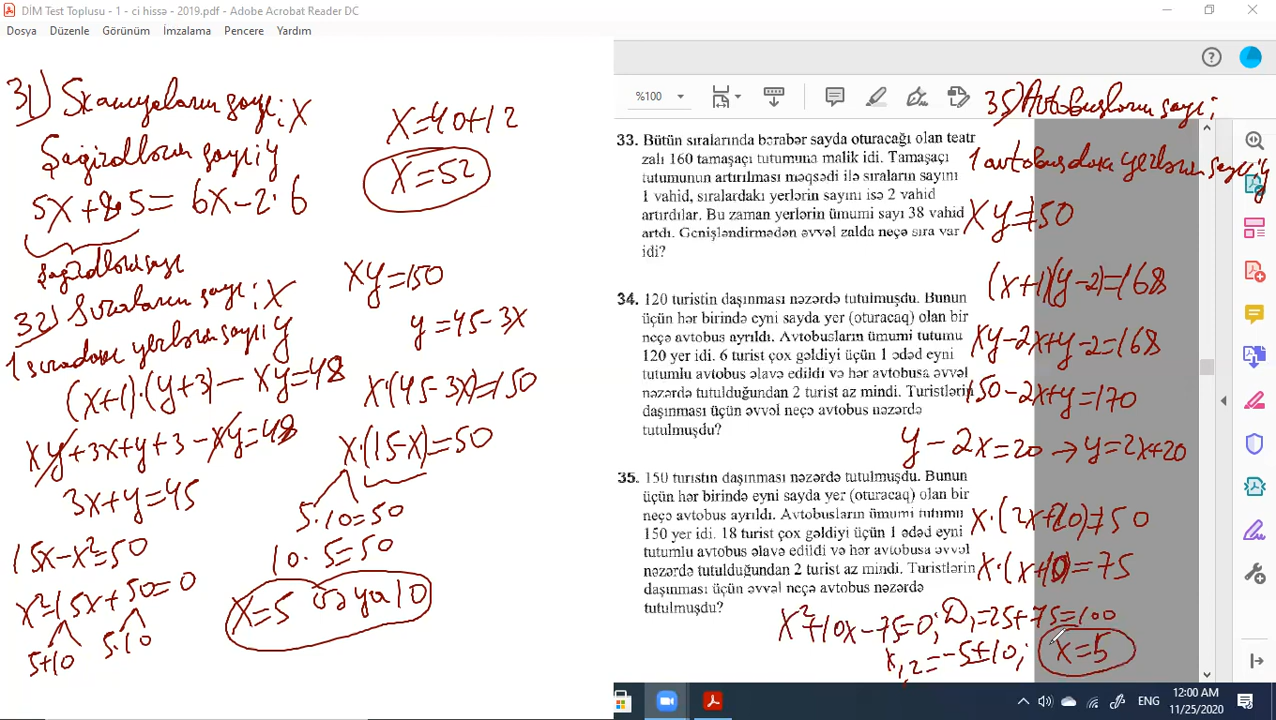 DİM Test Toplusu - 1 - ci hissə - 2019.pdf - Adobe Acrobat Reader DC
Dosya Düzenle Görünüm İmzalama Pencere Yardım
31) Skamyaların sayı; X
Şagirdlərin sayı; y
5X + 5 = 6X - 2 · 6
şagirdlərin sayı
X = 40 + 12
X = 52
32) Sıraların sayı; X
1 sıradakı yerlərin sayı; y
(x+1)·(y+3) - xy = 48
xy + 3x + y + 3 - xy = 48
3x + y = 45
15x - x² = 50
x² - 15x + 50 = 0
5+10 5·10
xy = 150
y = 45 - 3x
x·(45 - 3x) = 150
x·(15 - x) = 50
5·10 = 50
10·5 = 50
x = 5 və ya 10
%100
33. Bütün sıralarında bərabər sayda oturacağı olan teatr
zalı 160 tamaşaçı tutumuna malik idi. Tamaşaçı
tutumunun artırılması məqsədi ilə sıraların sayını
1 vahid, sıralardakı yerlərin sayını isə 2 vahid
artırdılar. Bu zaman yerlərin ümumi sayı 38 vahid
artdı. Genişləndirmədən əvvəl zalda neçə sıra var
idi?
34. 120 turistin daşınması nəzərdə tutulmuşdu. Bunun
üçün hər birində eyni sayda yer (oturacaq) olan bir
neçə avtobus ayrıldı. Avtobusların ümumi tutumu
120 yer idi. 6 turist çox gəldiyi üçün 1 ədəd eyni
tutumlu avtobus əlavə edildi və hər avtobusa əvvəl
nəzərdə tutulduğundan 2 turist az mindi. Turistlərin
daşınması üçün əvvəl neçə avtobus nəzərdə
tutulmuşdu?
35. 150 turistin daşınması nəzərdə tutulmuşdu. Bunun
üçün hər birində eyni sayda yer (oturacaq) olan bir
neçə avtobus ayrıldı. Avtobusların ümumi tutumu
150 yer idi. 18 turist çox gəldiyi üçün 1 ədəd eyni
tutumlu avtobus əlavə edildi və hər avtobusa əvvəl
nəzərdə tutulduğundan 2 turist az mindi. Turistlərin
daşınması üçün əvvəl neçə avtobus nəzərdə
tutulmuşdu?
35) Avtobusların sayı;
1 avtobusdakı yerlərin sayı; y
xy = 150
(x+1)(y-2) = 168
xy - 2x + y - 2 = 168
150 - 2x + y = 170
y - 2x = 20 → y = 2x + 20
x·(2x+20) = 150
x·(x+10) = 75
x² + 10x - 75 = 0; D₁ = 25 + 75 = 100
x₁,₂ = -5 ± 10; x = 5
ENG
12:00 AM
11/25/2020